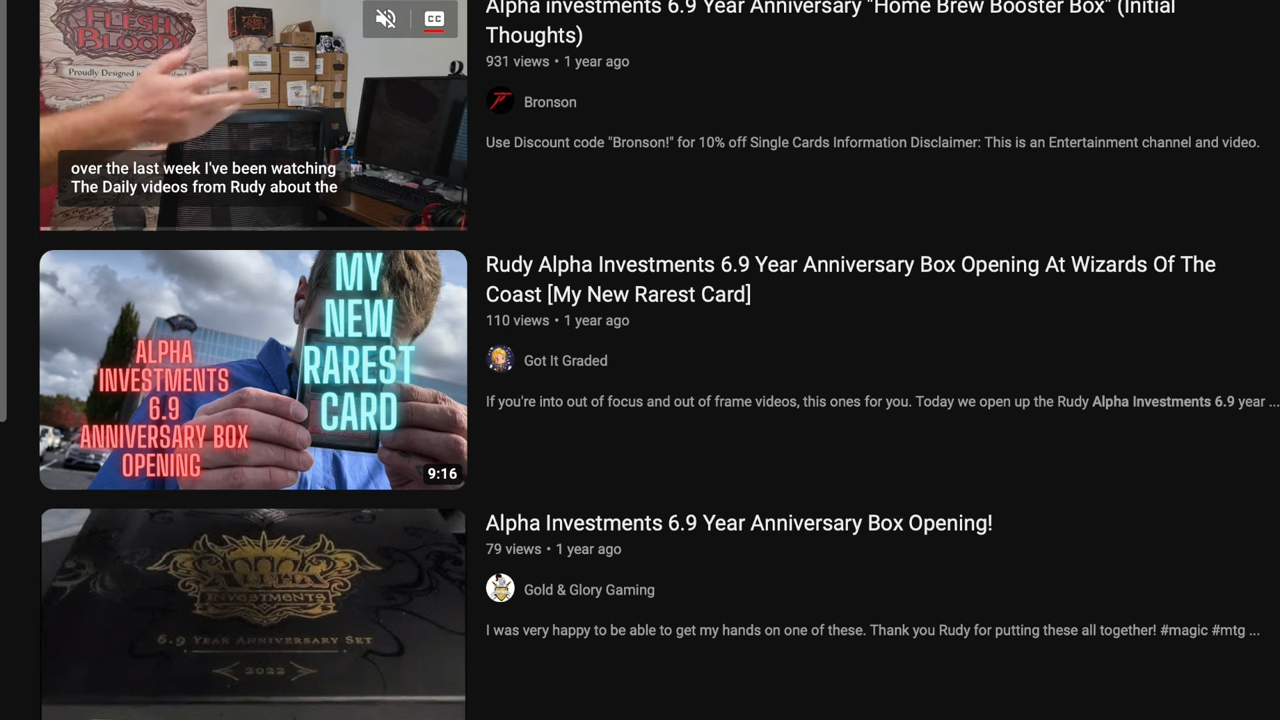 FLESH
BLOOD
Proudly Designed in
CC
over the last week I've been watching
The Daily videos from Rudy about the
Alpha investments 6.9 Year Anniversary "Home Brew Booster Box" (Initial
Thoughts)
931 views • 1 year ago
Bronson
Use Discount code "Bronson!" for 10% off Single Cards Information Disclaimer: This is an Entertainment channel and video.
ALPHA
INVESTMENTS
6.9
ANNIVERSARY BOX
OPENING
MY
NEW
RAREST
CARD
9:16
Rudy Alpha Investments 6.9 Year Anniversary Box Opening At Wizards Of The
Coast [My New Rarest Card]
110 views • 1 year ago
Got It Graded
If you're into out of focus and out of frame videos, this ones for you. Today we open up the Rudy Alpha Investments 6.9 year ...
ALPHA
INVESTMENTS
6.9 YEAR ANNIVERSARY SET
2022
Alpha Investments 6.9 Year Anniversary Box Opening!
79 views • 1 year ago
Gold & Glory Gaming
I was very happy to be able to get my hands on one of these. Thank you Rudy for putting these all together! #magic #mtg ...